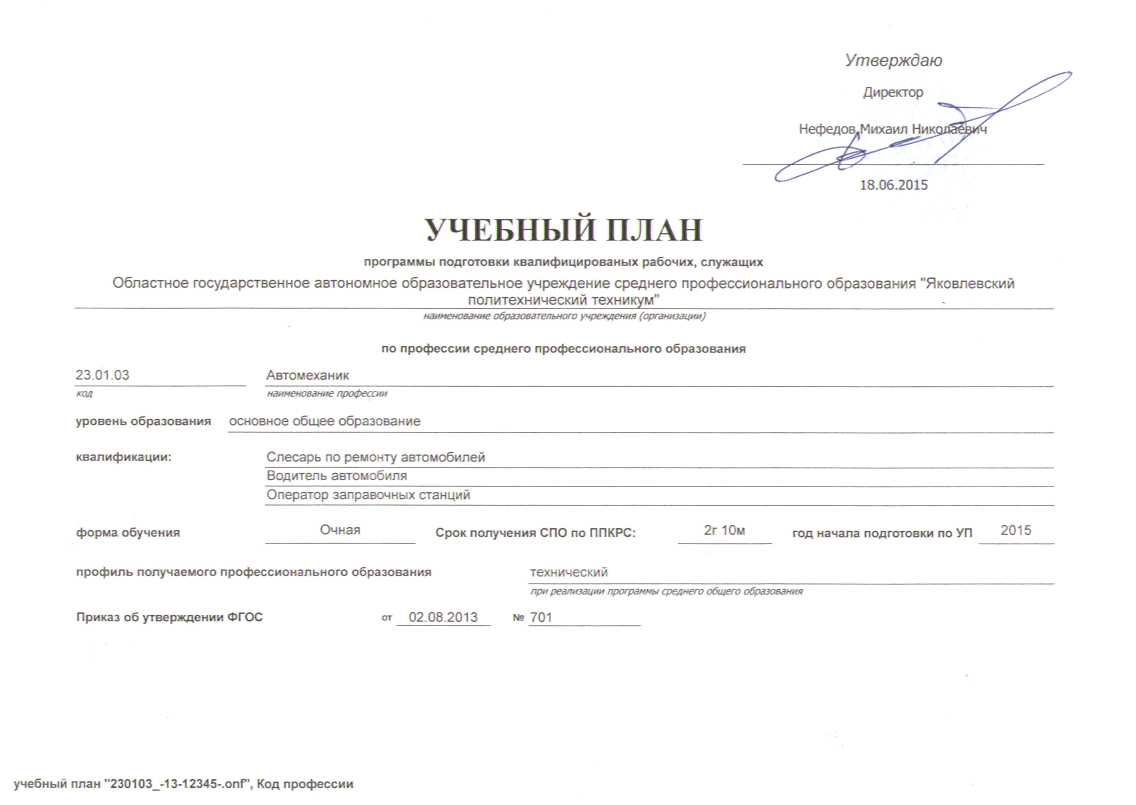 Утверждаю
Директор
Нефедов Михаил Николаевич
18.06.2015
УЧЕБНЫЙ ПЛАН
программы подготовки квалифицированых рабочих, служащих
Областное государственное автономное образовательное учреждение среднего профессионального образования "Яковлевский
политехнический техникум"
наименование образовательного учреждения (организации)
по профессии среднего профессионального образования
23.01.03 Автомеханик
код наименование профессии
уровень образования основное общее образование
квалификации: Слесарь по ремонту автомобилей
Водитель автомобиля
Оператор заправочных станций
форма обучения Очная Срок получения СПО по ППКРС: 2г 10м год начала подготовки по УП 2015
профиль получаемого профессионального образования технический
при реализации программы среднего общего образования
Приказ об утверждении ФГОС от 02.08.2013 № 701
учебный план "230103_-13-12345-.onf", Код профессии